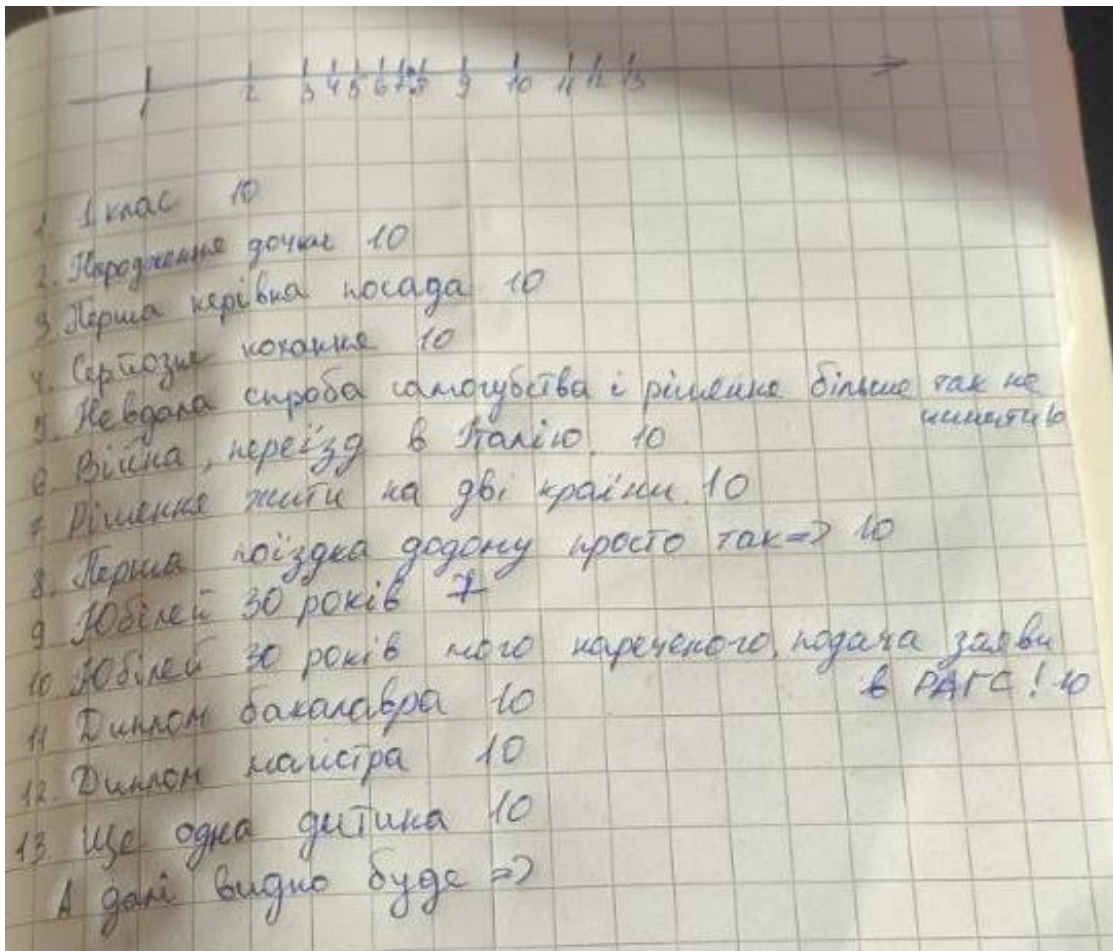 1 2 3 4 5 6 7 8 9 10 11 12 13
1 1 клас 10
2. Народження дочки 10
3 Перша керівна посада 10
4. Серйозне кохання 10
5. Невдала спроба самогубства і рішення більше так не
чинити 10
6. Війна, переїзд в Італію. 10
7 Рішення жити на дві країни. 10
8. Перша поїздка додому просто так => 10
9 Юбілей 30 років 7
10 Юбілей 30 років мого нареченого, подача заяви
в РАГС! 10
11 Диплом бакалавра 10
12. Диплом магістра 10
13 Ще одна дитина 10
А далі видно буде =>